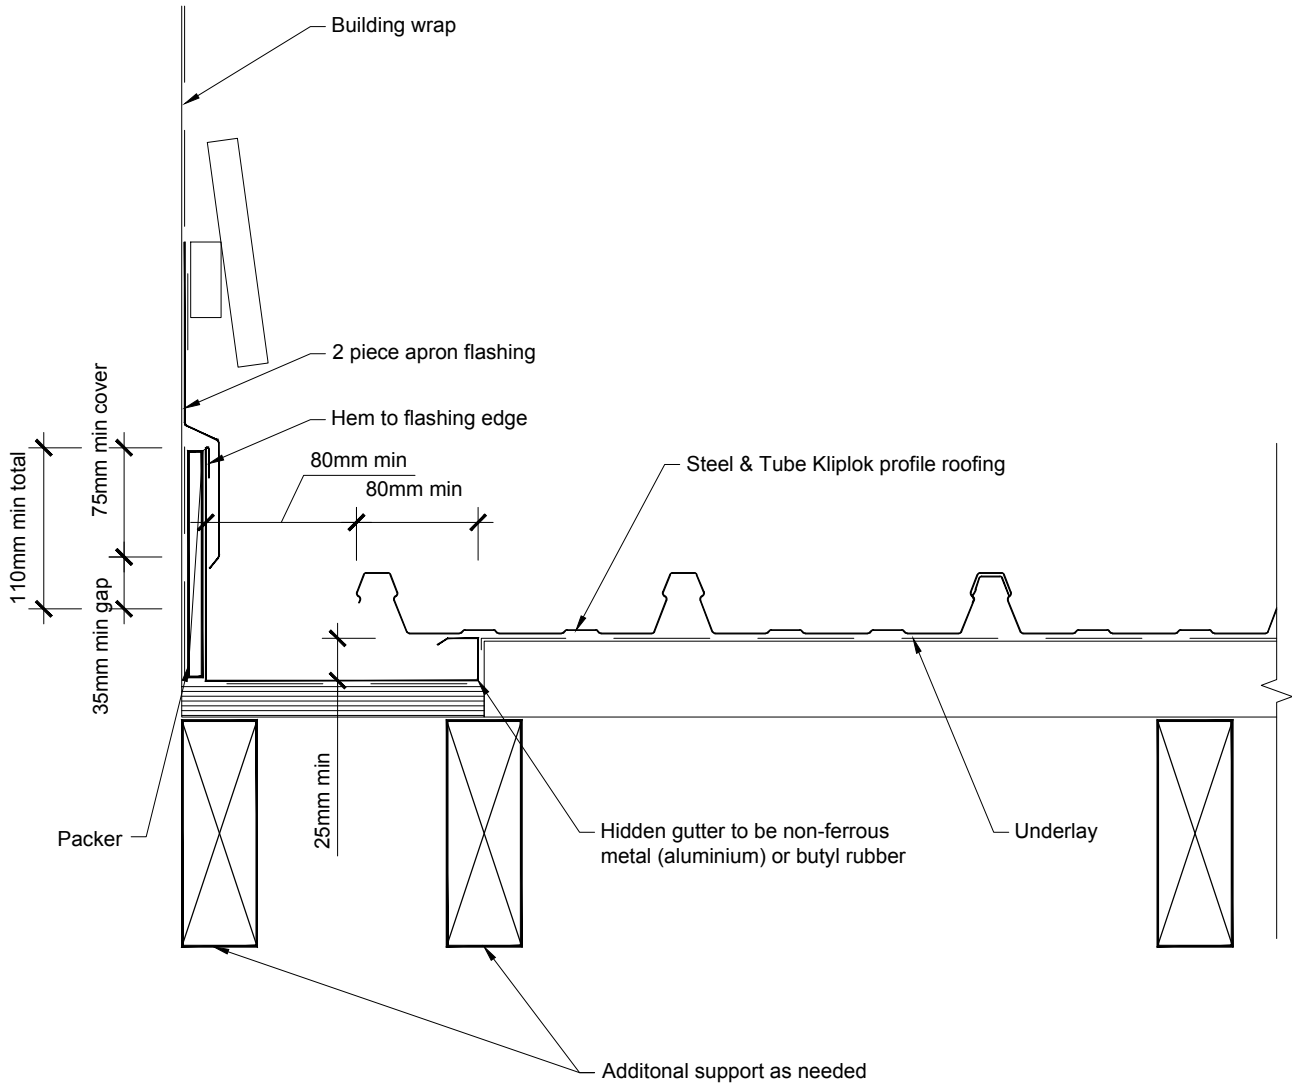 Building wrap
2 piece apron flashing
Hem to flashing edge
80mm min
80mm min
Steel & Tube Kliplok profile roofing
110mm min total
75mm min cover
35mm min gap
25mm min
Packer
Hidden gutter to be non-ferrous
metal (aluminium) or butyl rubber
Underlay
Additonal support as needed